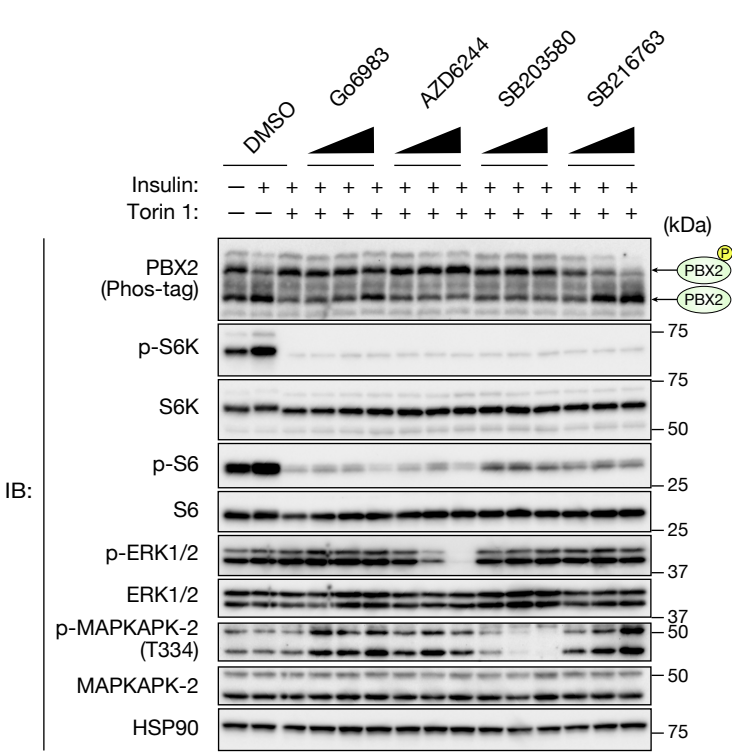 DMSO Go6983 AZD6244 SB203580 SB216763
Insulin: — + + + + + + + + + + + + + +
Torin 1: — — + + + + + + + + + + + + +
(kDa)
P
PBX2 PBX2
(Phos-tag) PBX2
p-S6K 75
S6K 75
50
p-S6
25
IB:
S6
25
p-ERK1/2
37
ERK1/2
37
p-MAPKAPK-2 50
(T334)
MAPKAPK-2 50
HSP90 75